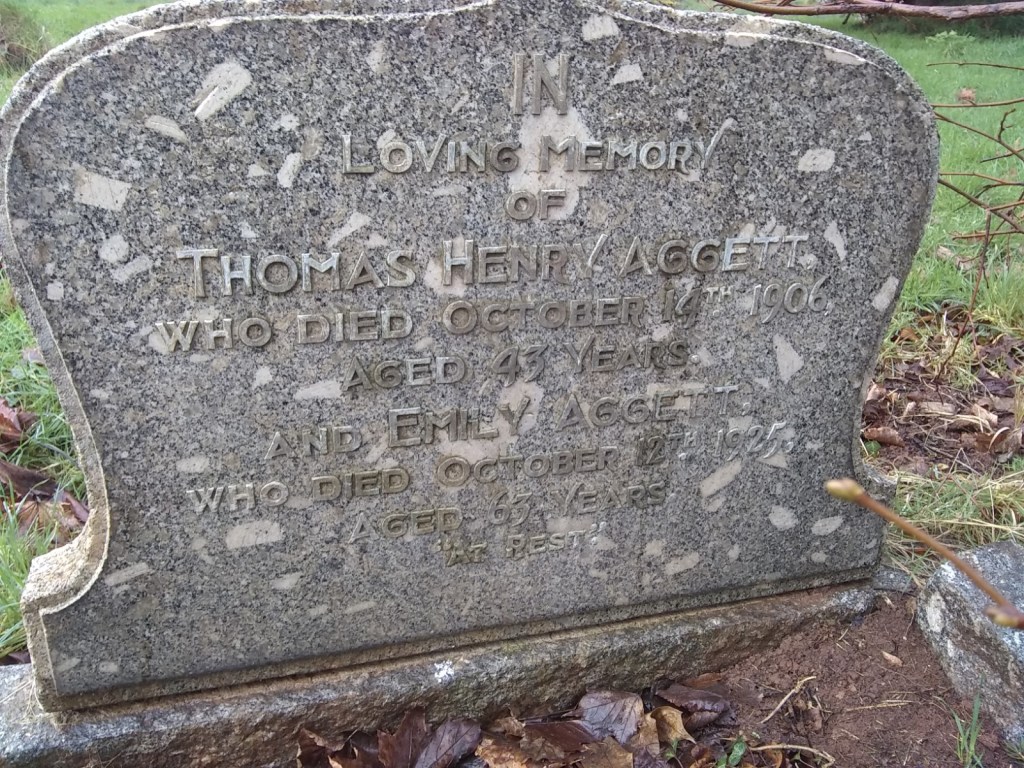 IN
LOVING MEMORY
OF
THOMAS HENRY AGGETT.
WHO DIED OCTOBER 14TH 1906,
AGED 43 YEARS.
AND EMILY AGGETT.
WHO DIED OCTOBER 12TH 1925,
AGED 65 YEARS
"AT REST."